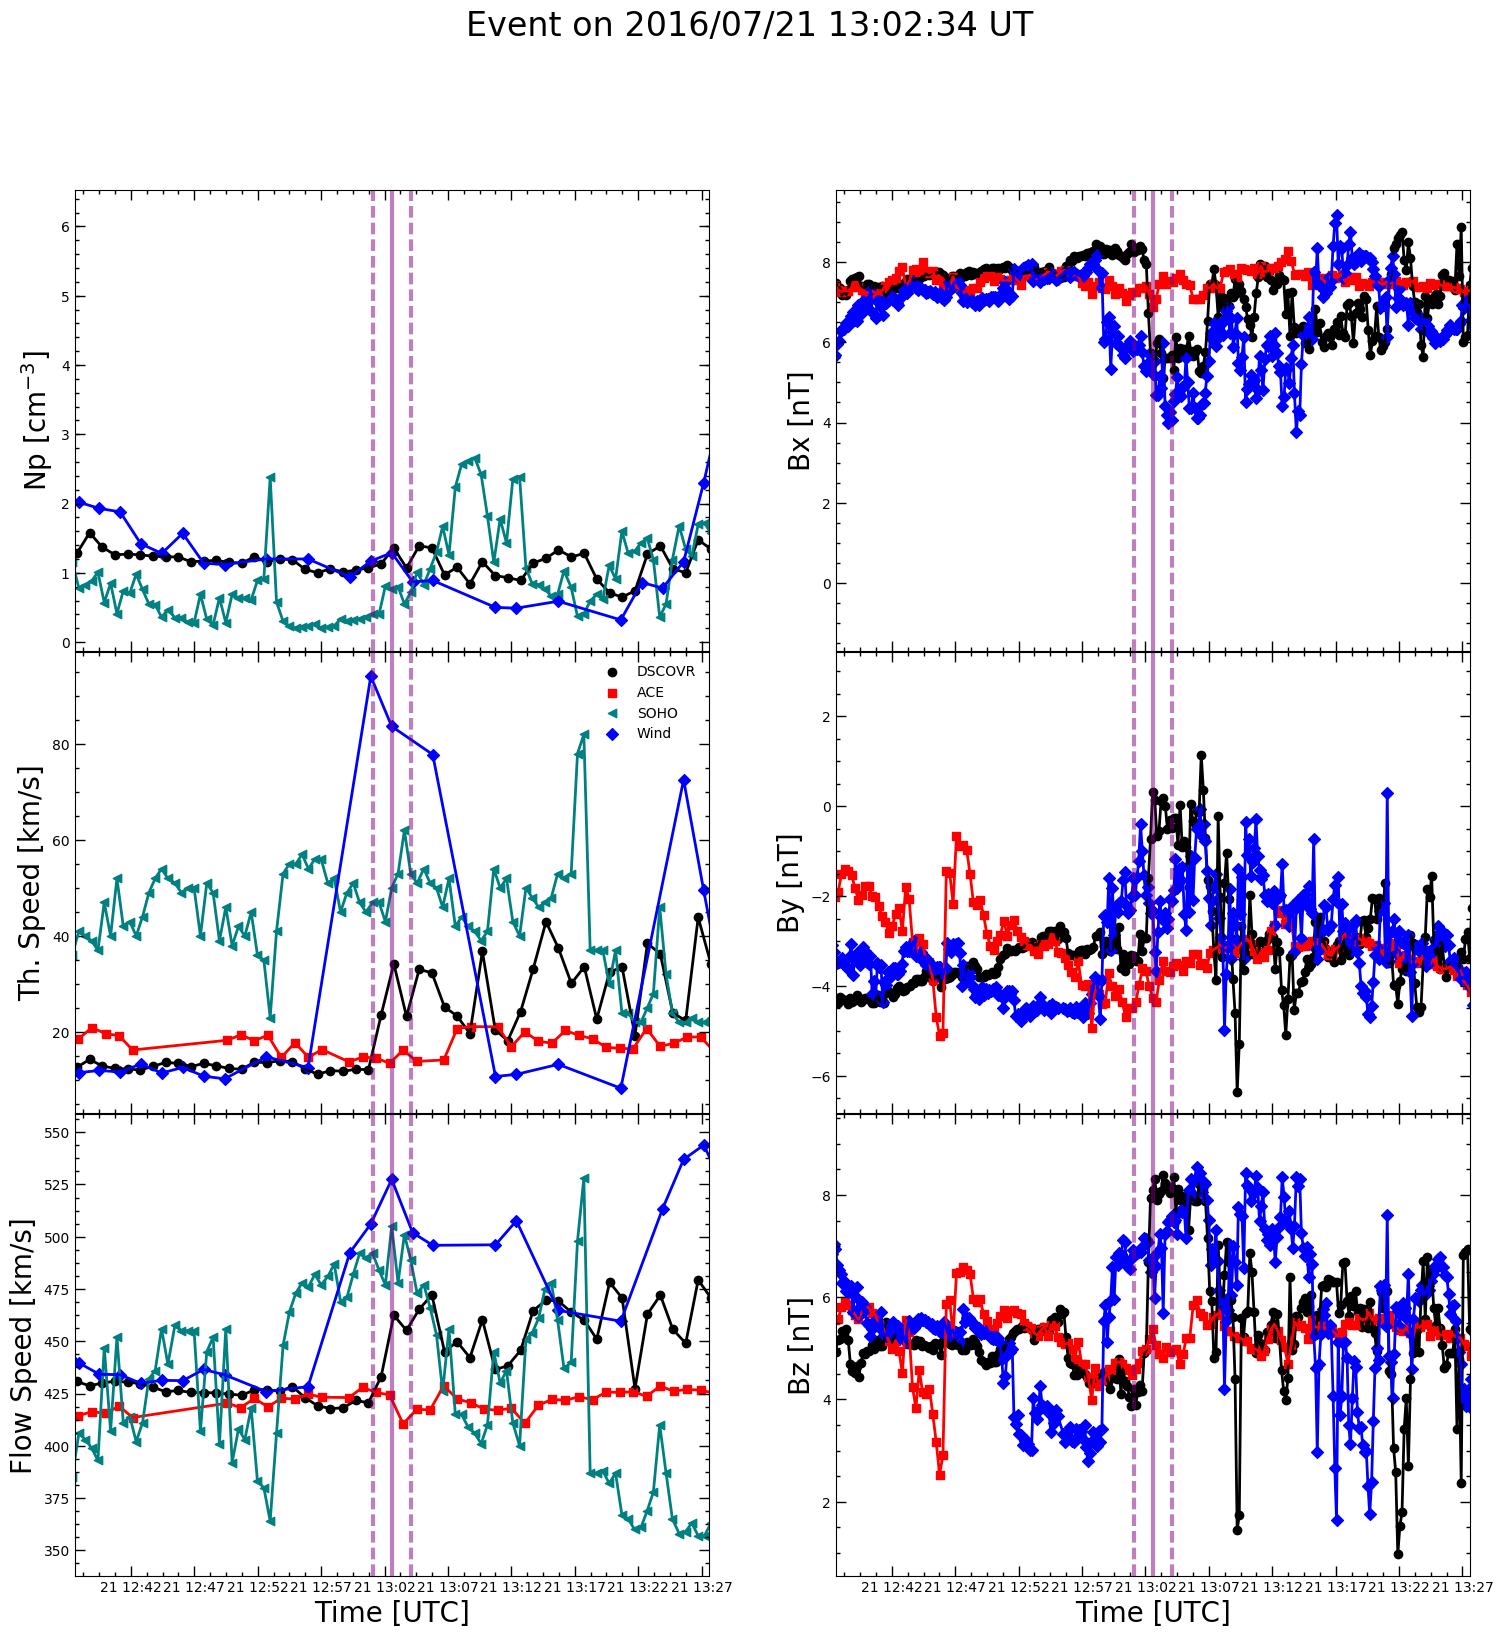 Event on 2016/07/21 13:02:34 UT
Np [cm⁻³]
6
5
4
3
2
1
0
Th. Speed [km/s]
80
60
40
20
DSCOVR
ACE
SOHO
Wind
Flow Speed [km/s]
550
525
500
475
450
425
400
375
350
21 12:42 21 12:47 21 12:52 21 12:57 21 13:02 21 13:07 21 13:12 21 13:17 21 13:22 21 13:27
Time [UTC]
Bx [nT]
8
6
4
2
0
By [nT]
2
0
−2
−4
−6
Bz [nT]
8
6
4
2
21 12:42 21 12:47 21 12:52 21 12:57 21 13:02 21 13:07 21 13:12 21 13:17 21 13:22 21 13:27
Time [UTC]